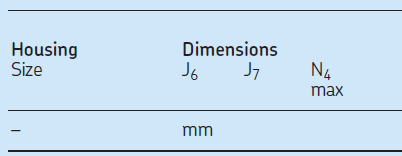 Housing Dimensions
Size J6 J7 N4
max
– mm